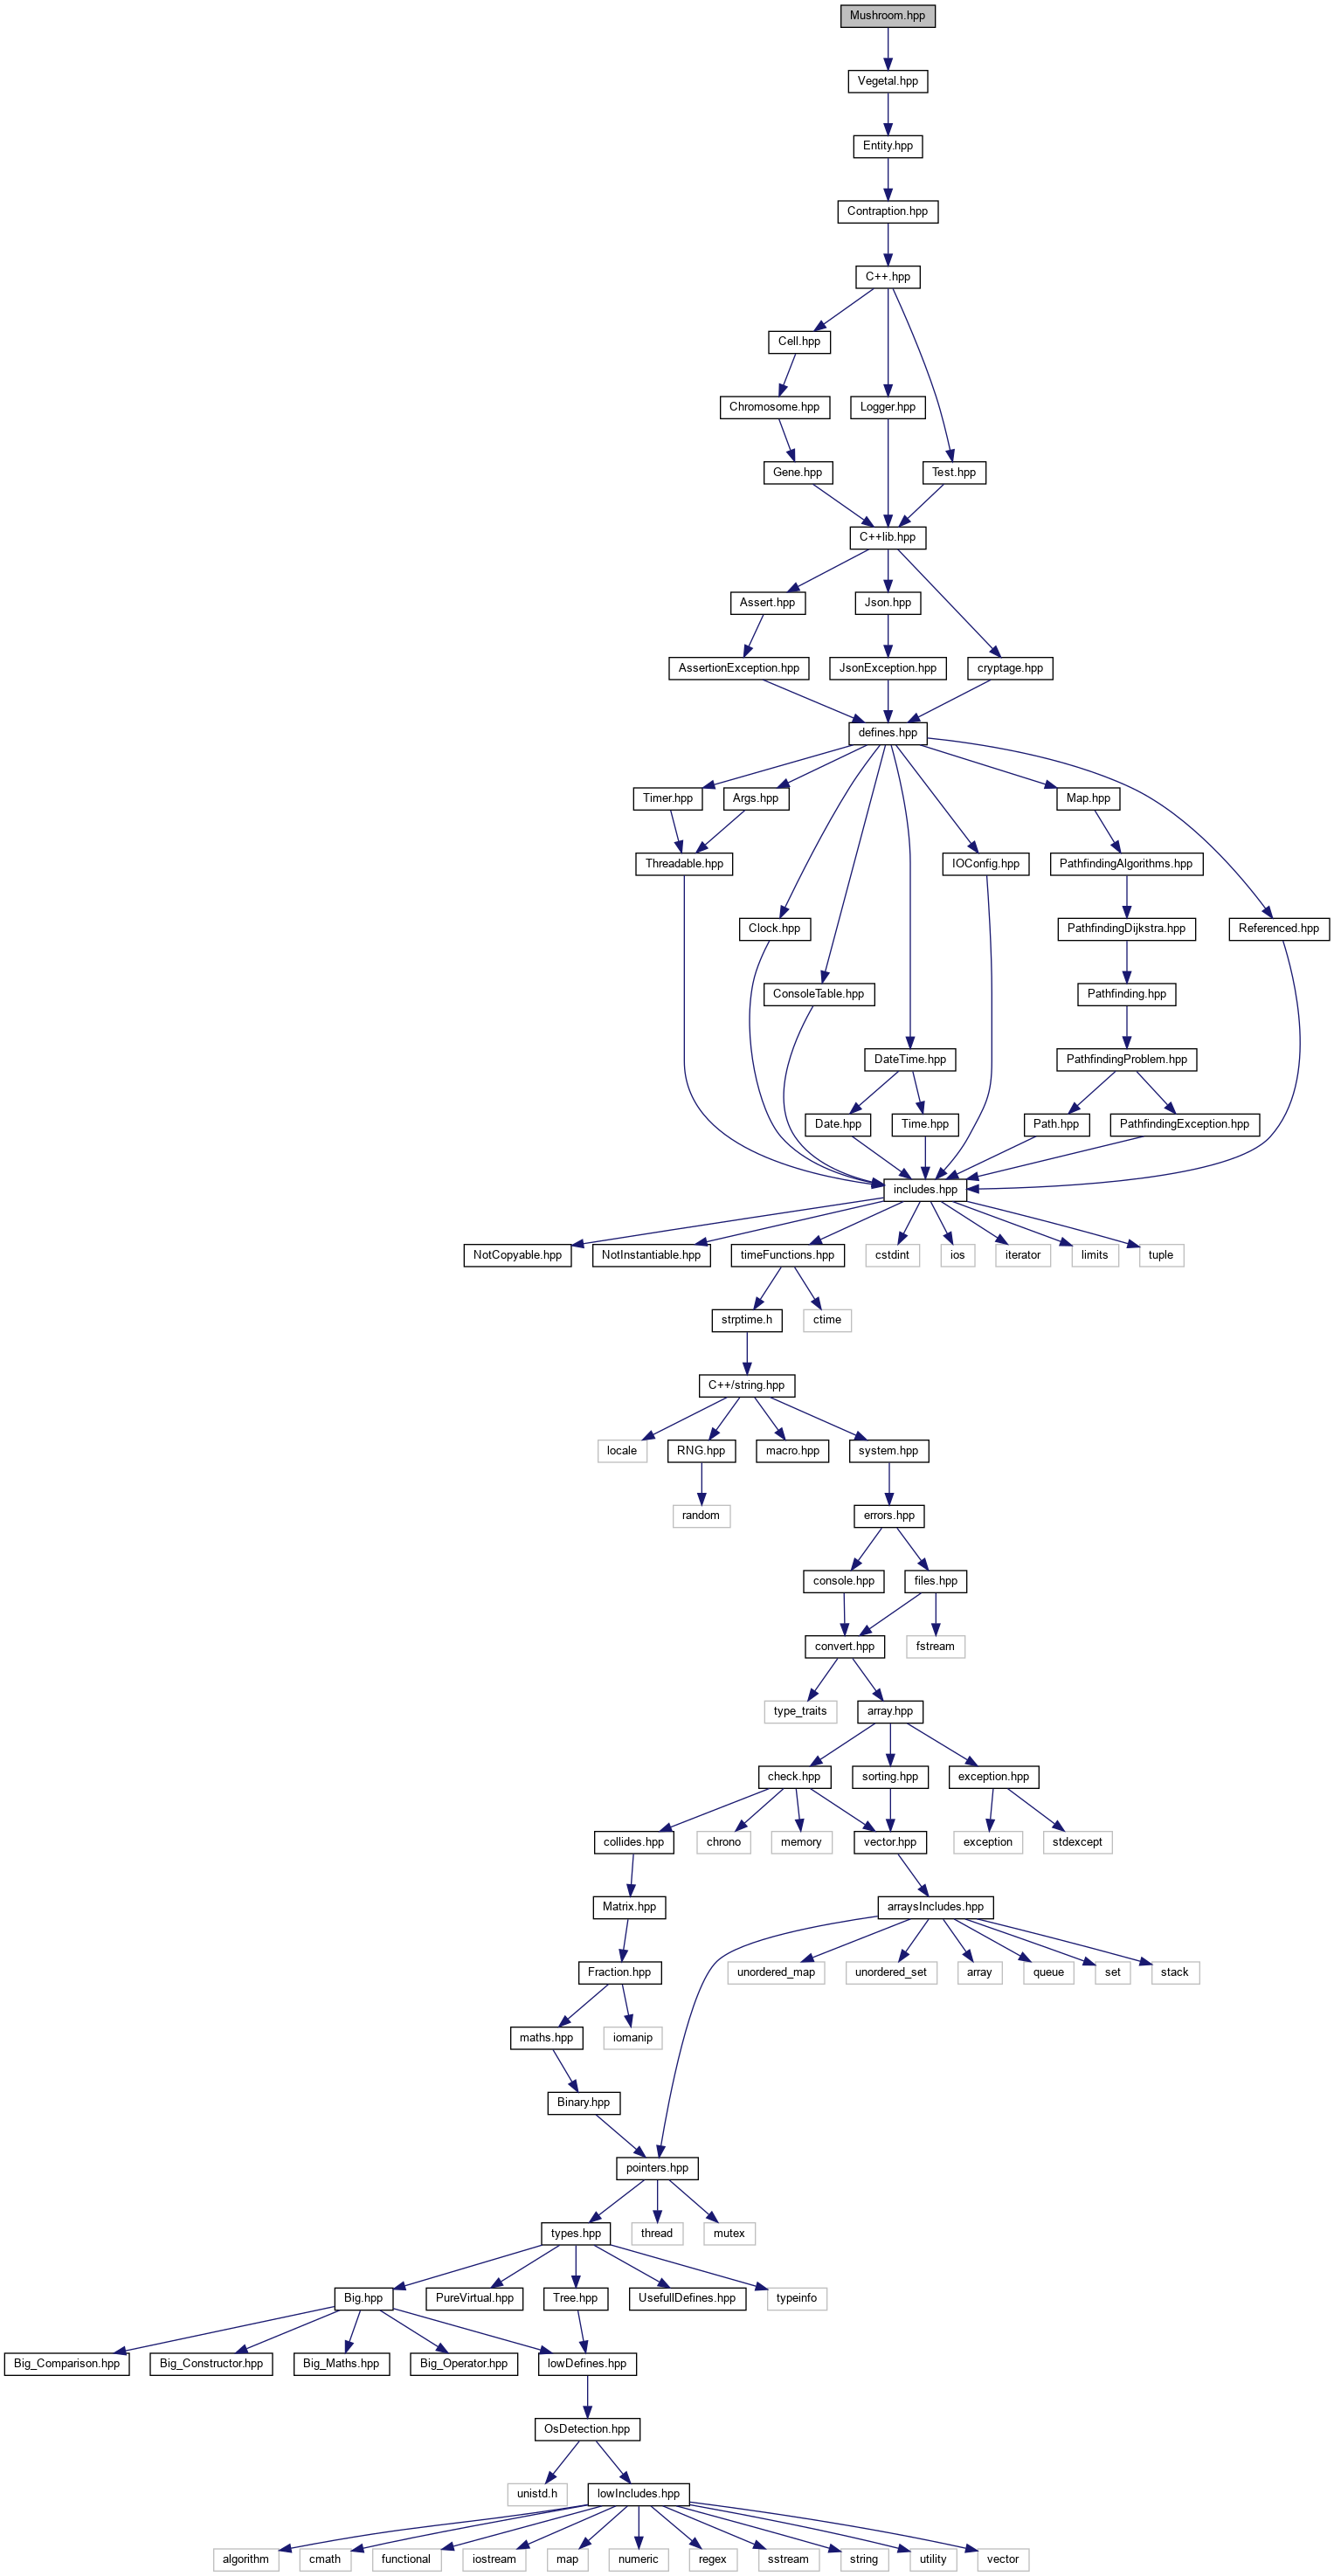 Mushroom.hpp
Vegetal.hpp
Entity.hpp
Contraption.hpp
C++.hpp
Cell.hpp
Chromosome.hpp
Logger.hpp
Gene.hpp
Test.hpp
C++lib.hpp
Assert.hpp
Json.hpp
AssertionException.hpp
JsonException.hpp
cryptage.hpp
defines.hpp
Timer.hpp
Args.hpp
Map.hpp
Threadable.hpp
IOConfig.hpp
PathfindingAlgorithms.hpp
Clock.hpp
PathfindingDijkstra.hpp
Referenced.hpp
ConsoleTable.hpp
Pathfinding.hpp
DateTime.hpp
PathfindingProblem.hpp
Date.hpp
Time.hpp
Path.hpp
PathfindingException.hpp
includes.hpp
NotCopyable.hpp
NotInstantiable.hpp
timeFunctions.hpp
cstdint
ios
iterator
limits
tuple
strptime.h
ctime
C++/string.hpp
locale
RNG.hpp
macro.hpp
system.hpp
random
errors.hpp
console.hpp
files.hpp
convert.hpp
fstream
type_traits
array.hpp
check.hpp
sorting.hpp
exception.hpp
collides.hpp
chrono
memory
vector.hpp
exception
stdexcept
Matrix.hpp
arraysIncludes.hpp
Fraction.hpp
unordered_map
unordered_set
array
queue
set
stack
maths.hpp
iomanip
Binary.hpp
pointers.hpp
types.hpp
thread
mutex
Big.hpp
PureVirtual.hpp
Tree.hpp
UsefullDefines.hpp
typeinfo
Big_Comparison.hpp
Big_Constructor.hpp
Big_Maths.hpp
Big_Operator.hpp
lowDefines.hpp
OsDetection.hpp
unistd.h
lowIncludes.hpp
algorithm
cmath
functional
iostream
map
numeric
regex
sstream
string
utility
vector